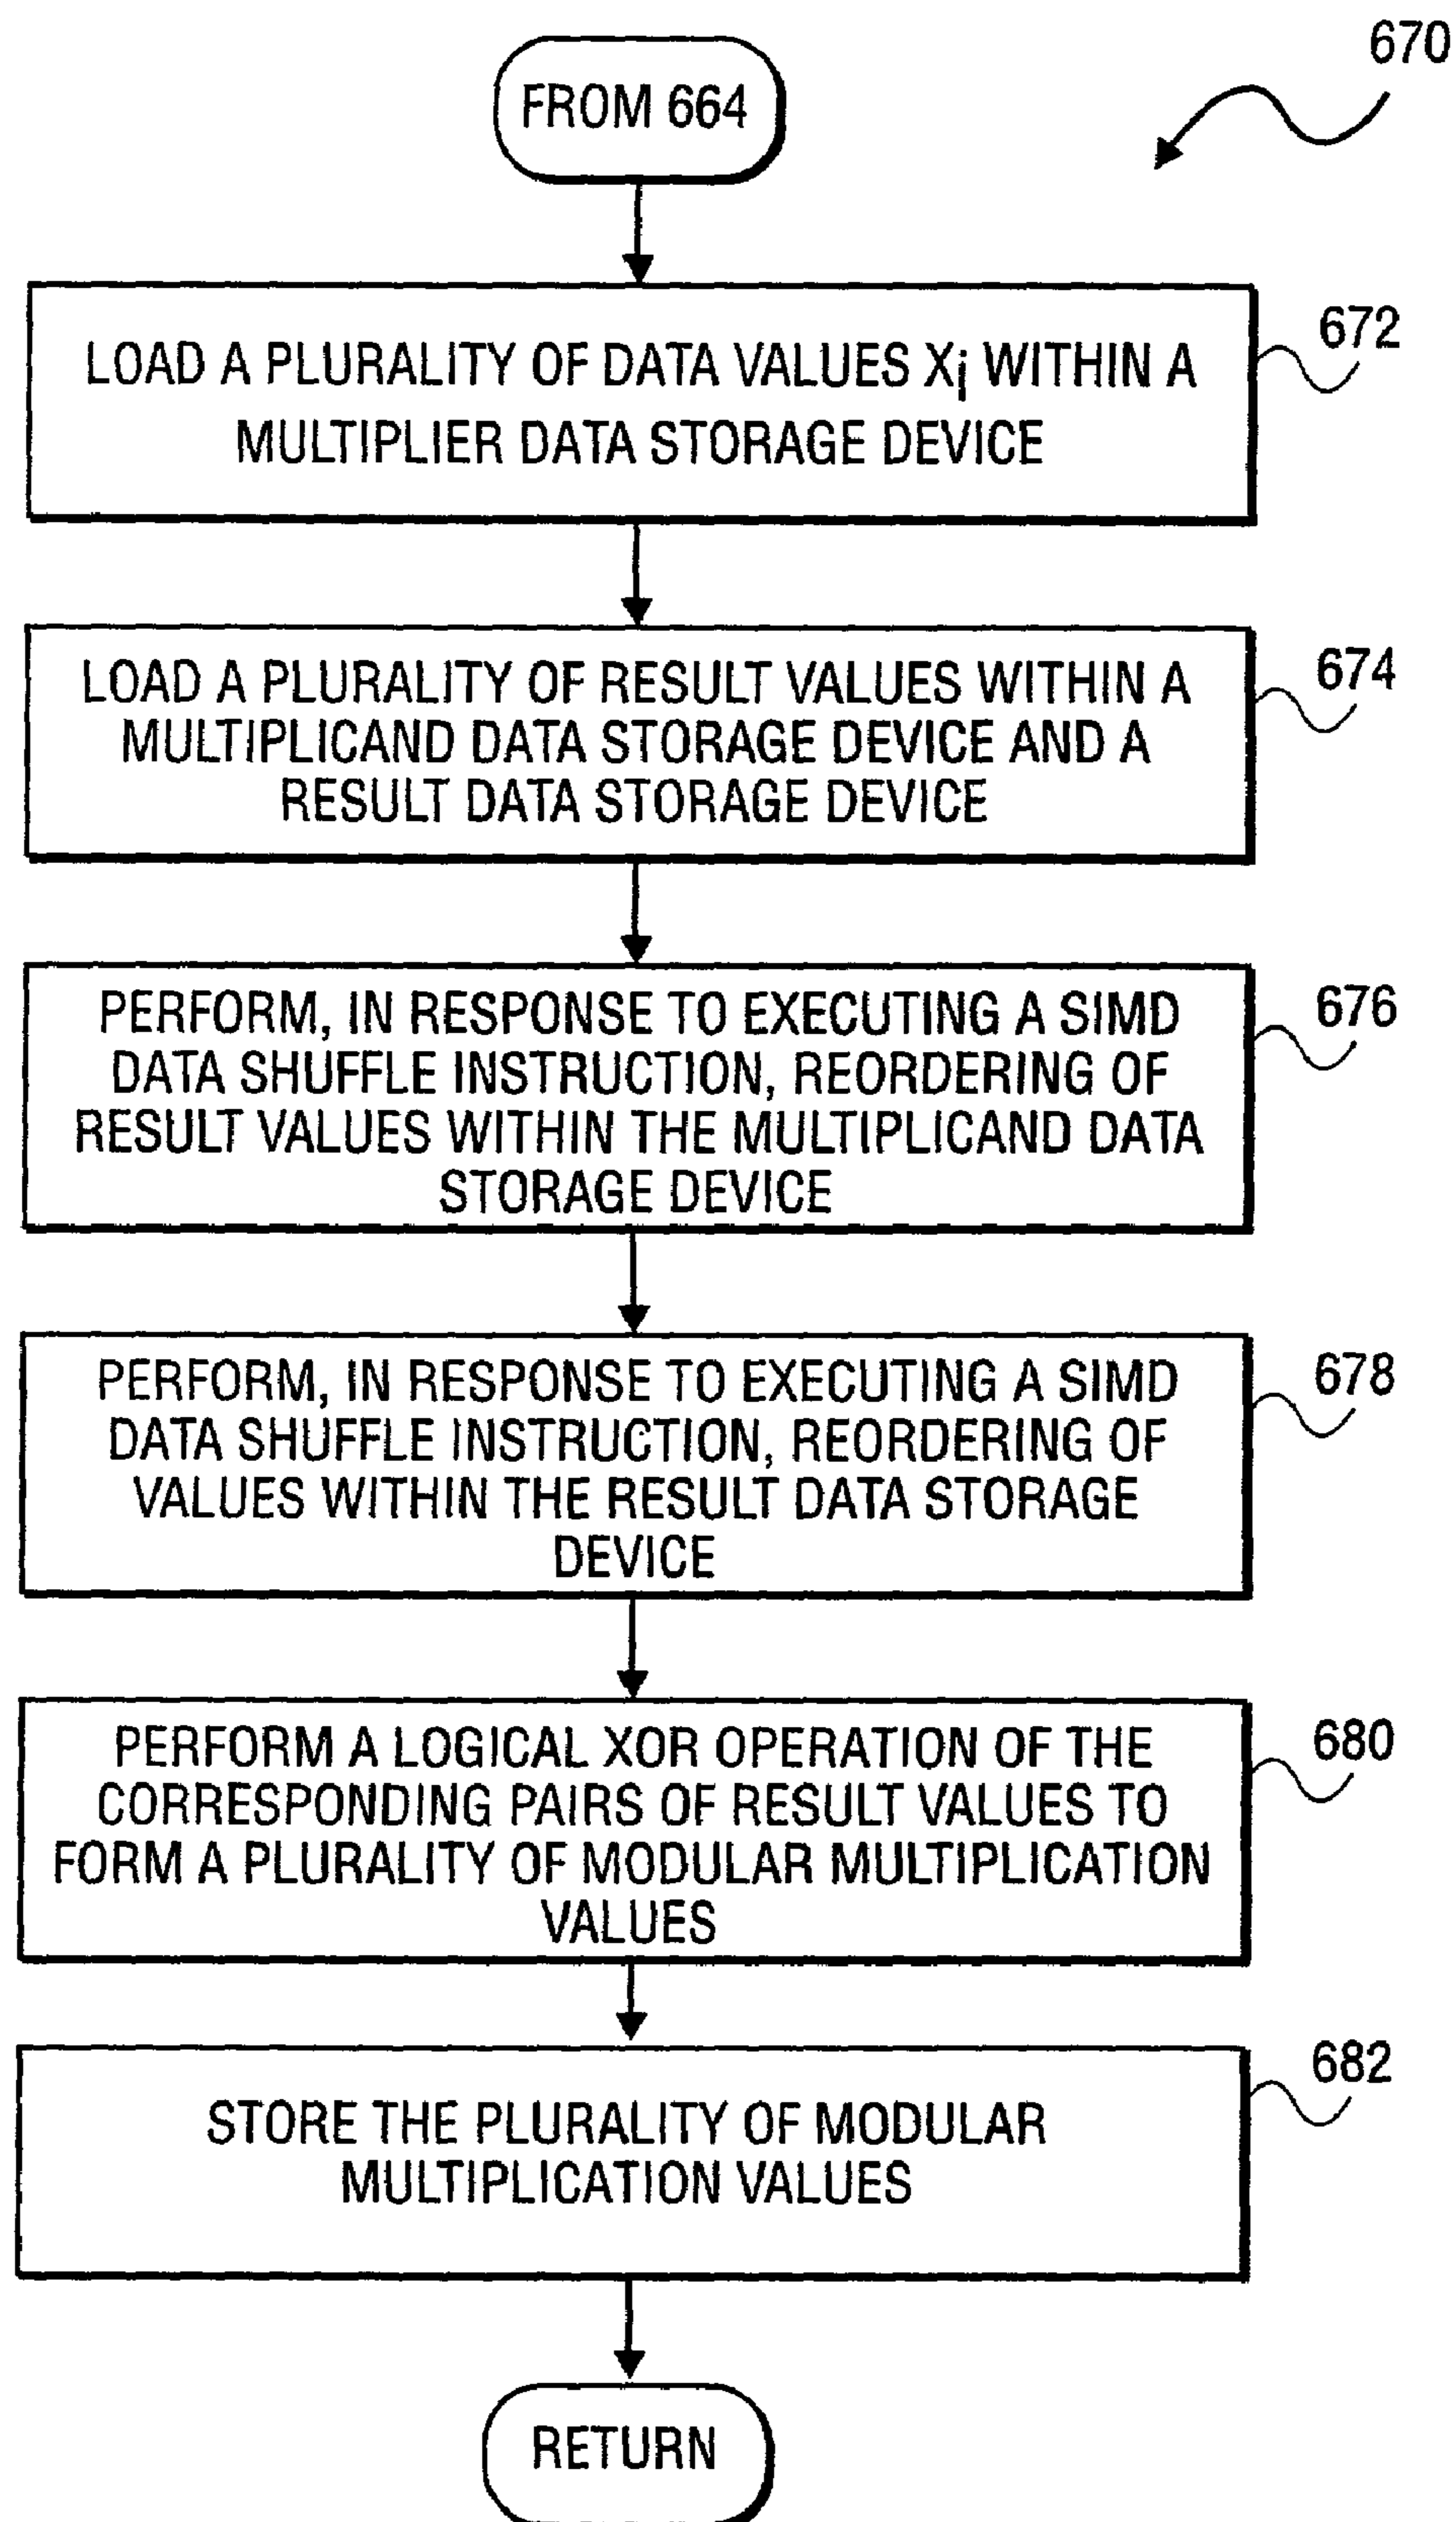 670
FROM 664
672
LOAD A PLURALITY OF DATA VALUES Xi WITHIN A
MULTIPLIER DATA STORAGE DEVICE
674
LOAD A PLURALITY OF RESULT VALUES WITHIN A
MULTIPLICAND DATA STORAGE DEVICE AND A
RESULT DATA STORAGE DEVICE
676
PERFORM, IN RESPONSE TO EXECUTING A SIMD
DATA SHUFFLE INSTRUCTION, REORDERING OF
RESULT VALUES WITHIN THE MULTIPLICAND DATA
STORAGE DEVICE
678
PERFORM, IN RESPONSE TO EXECUTING A SIMD
DATA SHUFFLE INSTRUCTION, REORDERING OF
VALUES WITHIN THE RESULT DATA STORAGE
DEVICE
680
PERFORM A LOGICAL XOR OPERATION OF THE
CORRESPONDING PAIRS OF RESULT VALUES TO
FORM A PLURALITY OF MODULAR MULTIPLICATION
VALUES
682
STORE THE PLURALITY OF MODULAR
MULTIPLICATION VALUES
RETURN